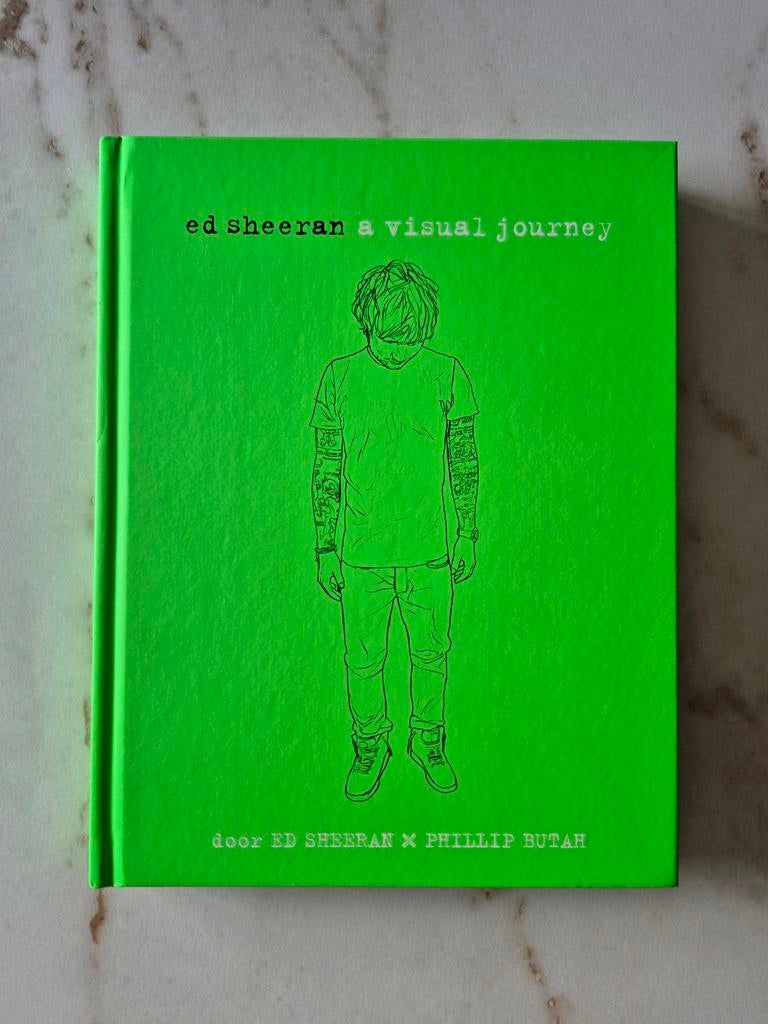 ed sheeran a visual journey
door ED SHEERAN × PHILLIP BUTAH